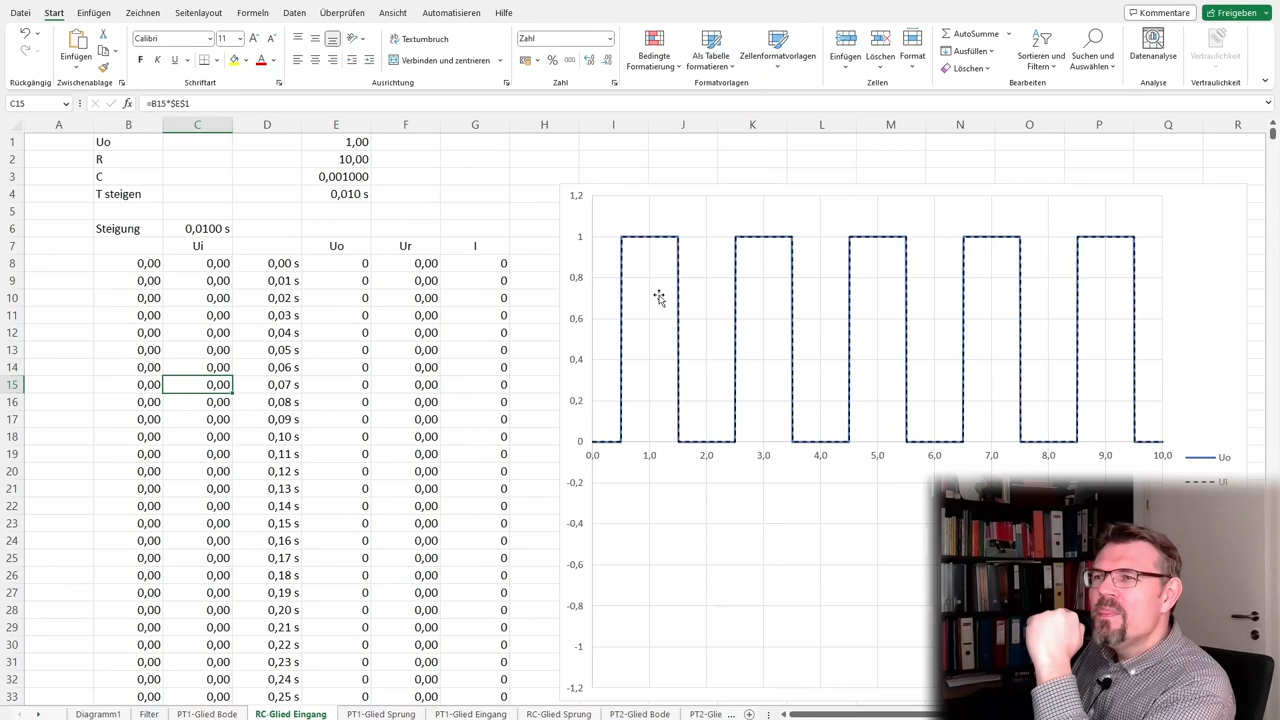 Datei Start Einfügen Zeichnen Seitenlayout Formeln Daten Überprüfen Ansicht Automatisieren Hilfe Kommentare Freigeben
Calibri 11 Textumbruch Zahl AutoSumme
Ausfüllen
Einfügen F K U Verbinden und zentrieren % 000 Bedingte Formatierung Als Tabelle formatieren Zellenformatvorlagen Einfügen Löschen Format Löschen Sortieren und Filtern Suchen und Auswählen Datenanalyse Vertraulichkeit
Rückgängig Zwischenablage Schriftart Ausrichtung Zahl Formatvorlagen Zellen Bearbeiten Analyse Vertraulichkeit
C15 fx =B15*$E$1
A B C D E F G H I J K L M N O P Q R
1 Uo 1,00
2 R 10,00
3 C 0,001000
4 T steigen 0,010 s
5
6 Steigung 0,0100 s
7 Ui Uo Ur I
8 0,00 0,00 0,00 s 0 0,00 0
9 0,00 0,00 0,01 s 0 0,00 0
10 0,00 0,00 0,02 s 0 0,00 0
11 0,00 0,00 0,03 s 0 0,00 0
12 0,00 0,00 0,04 s 0 0,00 0
13 0,00 0,00 0,05 s 0 0,00 0
14 0,00 0,00 0,06 s 0 0,00 0
15 0,00 0,00 0,07 s 0 0,00 0
16 0,00 0,00 0,08 s 0 0,00 0
17 0,00 0,00 0,09 s 0 0,00 0
18 0,00 0,00 0,10 s 0 0,00 0
19 0,00 0,00 0,11 s 0 0,00 0
20 0,00 0,00 0,12 s 0 0,00 0
21 0,00 0,00 0,13 s 0 0,00 0
22 0,00 0,00 0,14 s 0 0,00 0
23 0,00 0,00 0,15 s 0 0,00 0
24 0,00 0,00 0,16 s 0 0,00 0
25 0,00 0,00 0,17 s 0 0,00 0
26 0,00 0,00 0,18 s 0 0,00 0
27 0,00 0,00 0,19 s 0 0,00 0
28 0,00 0,00 0,20 s 0 0,00 0
29 0,00 0,00 0,21 s 0 0,00 0
30 0,00 0,00 0,22 s 0 0,00 0
31 0,00 0,00 0,23 s 0 0,00 0
32 0,00 0,00 0,24 s 0 0,00 0
33 0,00 0,00 0,25 s 0 0,00 0
1,2
1
0,8
0,6
0,4
0,2
0
0,0 1,0 2,0 3,0 4,0 5,0 6,0 7,0 8,0 9,0 10,0
-0,2
-0,4
-0,6
-0,8
-1
-1,2
Uo
Ui
Diagramm1 Filter PT1-Glied Bode RC-Glied Eingang PT1-Glied Sprung PT1-Glied Eingang RC-Glied Sprung PT2-Glied Bode PT2-Glie ...